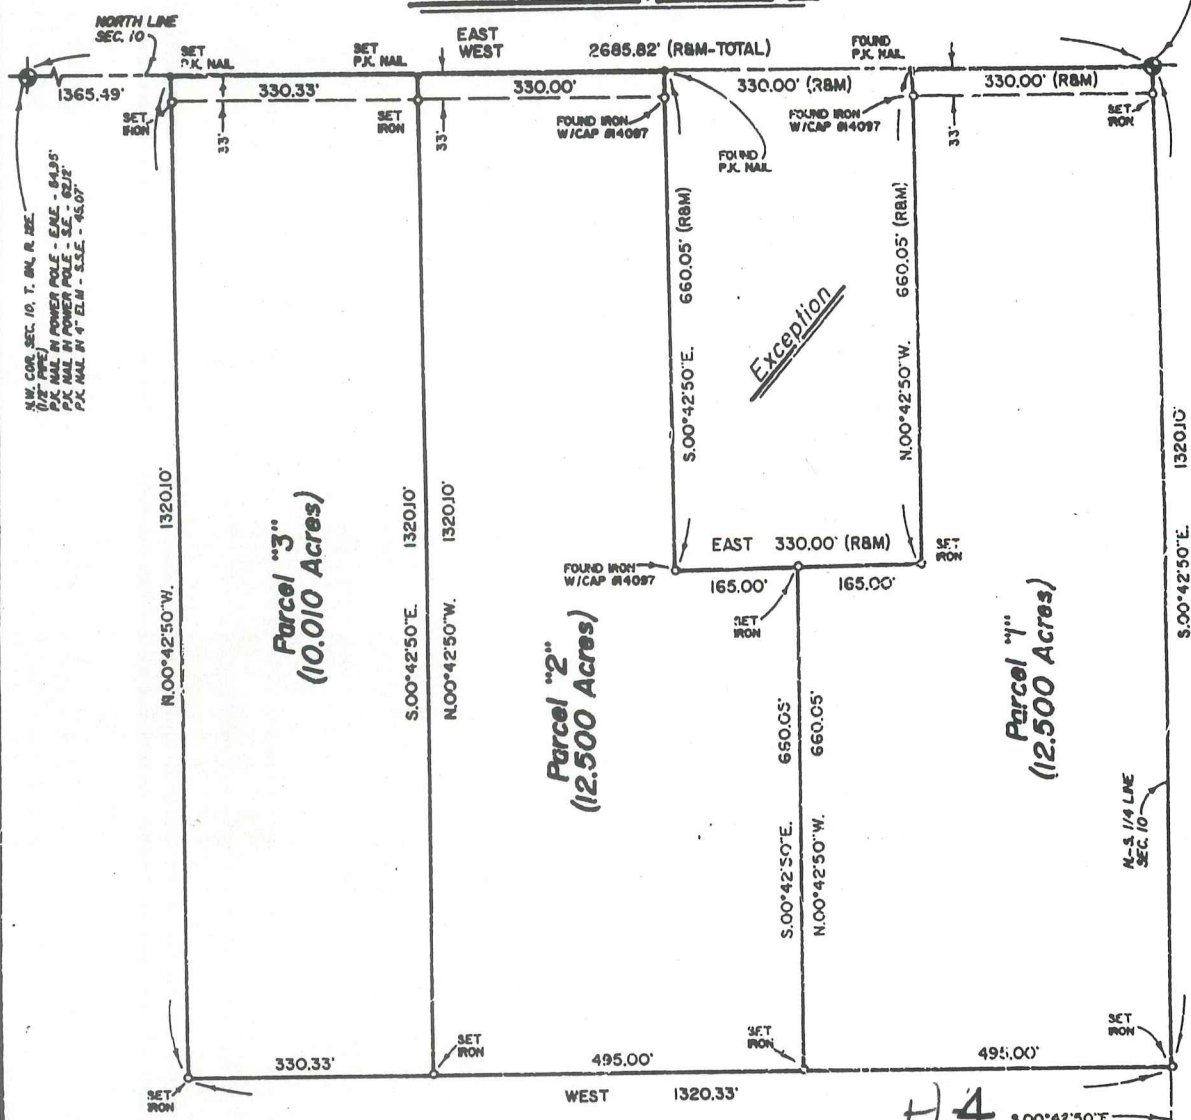 NORTH LINE
SEC. 10
EAST
WEST
2685.82' (R&M-TOTAL)
SET
P.K. NAIL
SET
P.K. NAIL
FOUND
P.K. NAIL
1365.49'
330.33'
330.00'
330.00' (R&M)
330.00' (R&M)
SET
IRON
33'
SET
IRON
33'
FOUND IRON
W/CAP #14097
FOUND
P.K. NAIL
FOUND IRON
W/CAP #14097
33'
SET
IRON
N.W. COR. SEC. 10, T. 8N, R.
(1/2" PIPE)
P.K. NAIL IN POWER POLE - E.N.E. - 84.95'
P.K. NAIL IN POWER POLE - S.E. - 62.12'
P.K. NAIL IN 4" ELM - S.S.E. - 45.07'
S.00°42'50"E. 660.05' (R&M)
Exception
N.00°42'50"W. 660.05' (R&M)
N.00°42'50"W. 1320.10'
Parcel "3"
(10.010 Acres)
S.00°42'50"E. 1320.10'
N.00°42'50"W. 1320.10'
EAST 330.00' (R&M)
SET
IRON
FOUND IRON
W/CAP #14097
165.00'
165.00'
SET
IRON
Parcel "2"
(12.500 Acres)
S.00°42'50"E. 660.05'
N.00°42'50"W. 660.05'
Parcel "1"
(12.500 Acres)
S.00°42'50"E. 1320.10'
N-S. 1/4 LINE
SEC. 10
SET
IRON
SET
IRON
SET
IRON
330.33'
495.00'
495.00'
SET
IRON
WEST 1320.33'
H4
S.00°42'50"E